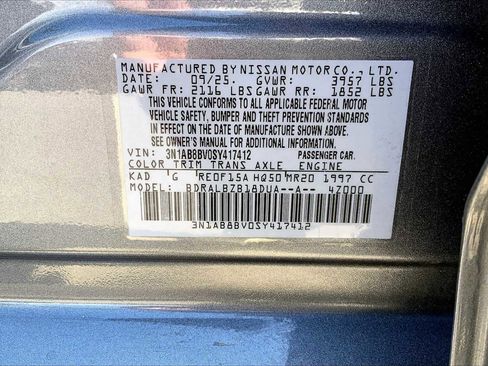 MANUFACTURED BY NISSAN MOTOR CO., LTD.
DATE: 09/25. GVWR: 3957 LBS
GAWR FR: 2116 LBS GAWR RR: 1852 LBS
THIS VEHICLE CONFORMS TO ALL APPLICABLE FEDERAL MOTOR
VEHICLE SAFETY, BUMPER, AND THEFT PREVENTION STANDARDS
IN EFFECT ON THE DATE OF MANUFACTURE SHOWN ABOVE.
SEE OWNER'S MANUAL FOR ADDITIONAL INFORMATION
VIN: 3N1AB8BV0SY417412 PASSENGER CAR.
COLOR TRIM TRANS AXLE ENGINE
KAD G RE0F15A HQ50 MR20 1997 CC
MODEL: BDRALBZB18DUA--A-- 47000
3N1AB8BV0SY417412